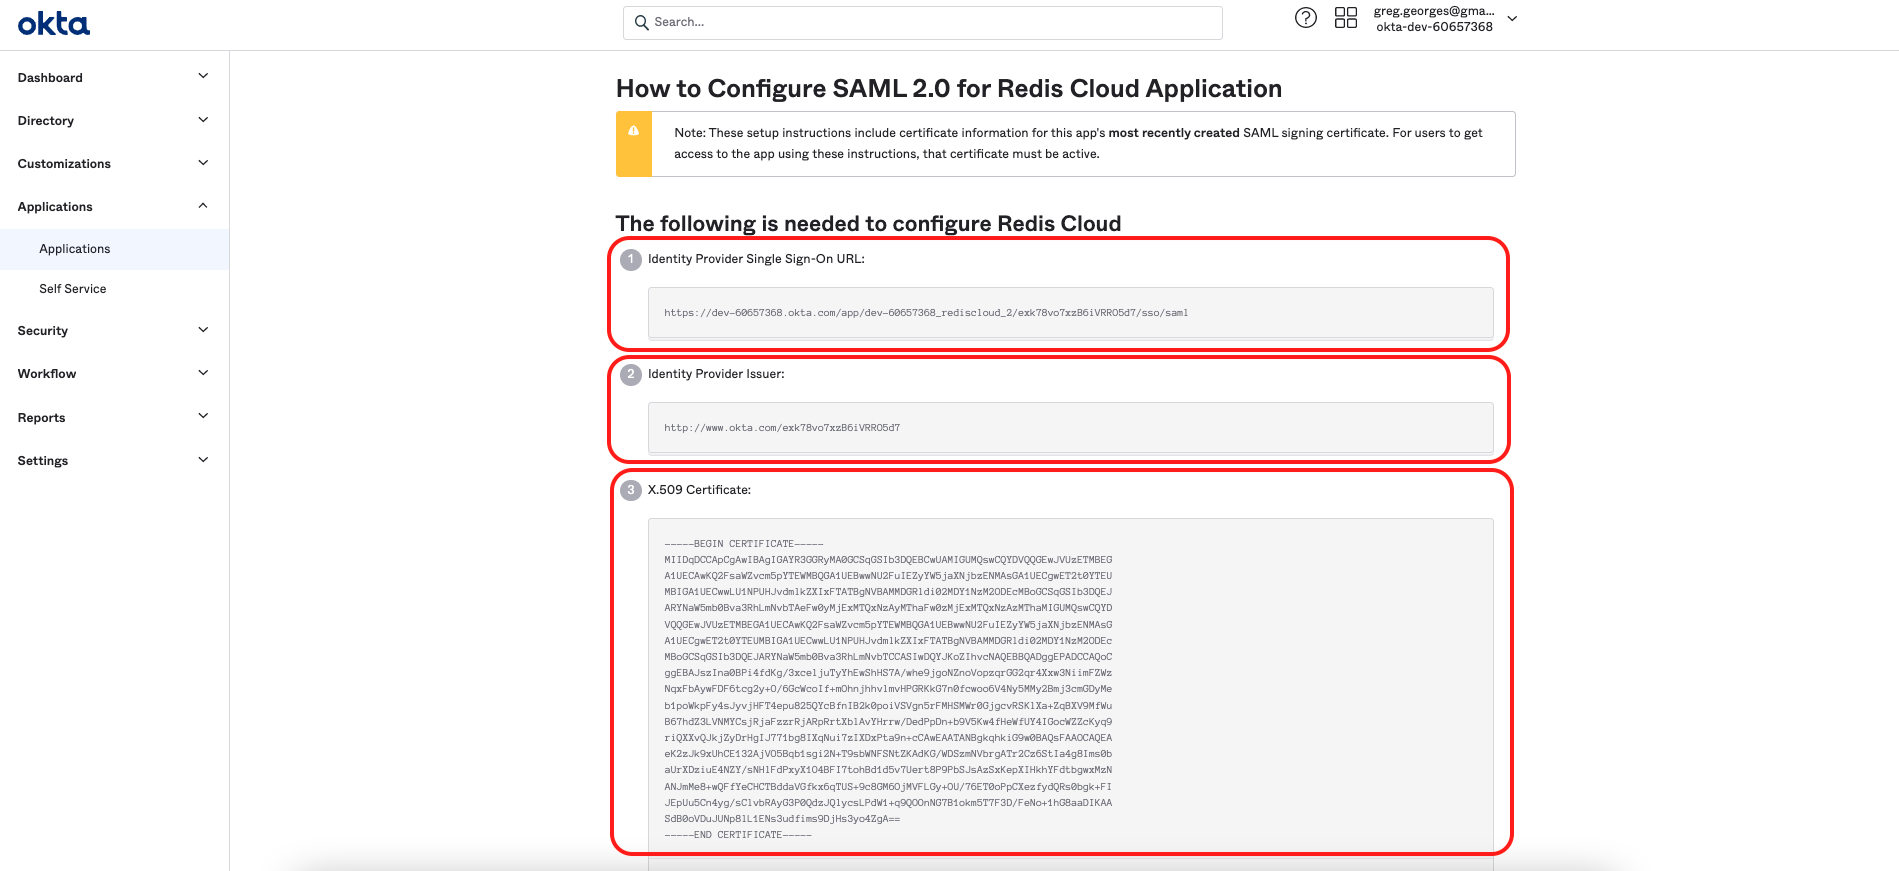 okta
Search...
greg.georges@gma...
okta-dev-60657368
Dashboard
Directory
Customizations
Applications
Applications
Self Service
Security
Workflow
Reports
Settings
How to Configure SAML 2.0 for Redis Cloud Application
Note: These setup instructions include certificate information for this app's most recently created SAML signing certificate. For users to get
access to the app using these instructions, that certificate must be active.
The following is needed to configure Redis Cloud
1 Identity Provider Single Sign-On URL:
https://dev-60657368.okta.com/app/dev-60657368_rediscloud_2/exk78vo7xzB6iVRRO5d7/sso/saml
2 Identity Provider Issuer:
http://www.okta.com/exk78vo7xzB6iVRRO5d7
3 X.509 Certificate:
-----BEGIN CERTIFICATE-----
MIIDqDCCApCgAwIBAgIGAYR3GGRyMA0GCSqGSIb3DQEBCwUAMIGUMQswCQYDVQQGEwJVUzETMBEG
A1UECAwKQ2FsaWZvcm5pYTEWMBQGA1UEBwwNU2FuIEZyYW5jaXNjbzENMAsGA1UECgwET2t0YTEU
MBIGA1UECwwLU1NPUHJvdmlkZXIxFTATBgNVBAMMDGRldi02MDY1NzM2ODEcMBoGCSqGSIb3DQEJ
ARYNaW5mb0Bva3RhLmNvbTAeFw0yMjExMTQxNzAyMThaFw0zMjExMTQxNzAzMThaMIGUMQswCQYD
VQQGEwJVUzETMBEGA1UECAwKQ2FsaWZvcm5pYTEWMBQGA1UEBwwNU2FuIEZyYW5jaXNjbzENMAsG
A1UECgwET2t0YTEUMBIGA1UECwwLU1NPUHJvdmlkZXIxFTATBgNVBAMMDGRldi02MDY1NzM2ODEc
MBoGCSqGSIb3DQEJARYNaW5mb0Bva3RhLmNvbTCCASIwDQYJKoZIhvcNAQEBBQADggEPADCCAQoC
ggEBAJszIna0BPi4fdKg/3xceljuTyYhEwShHS7A/whe9jgoNZnoVopzqrGG2qr4Xxw3NiimFZWz
NqxFbAywFDF6tcg2y+O/6GcWcoIf+mOhnjhhvlmvHPGRKkG7n0fcwoo6V4Ny5MMy2Bmj3cmGDyMe
b1poWkpFy4sJyvjHFT4epu825QYcBfnIB2k0poiVSVgn5rFMHSMWr0GjgcvRSKlXa+ZqBXV9MfWu
B67hdZ3LVNMYCsjRjaFzzrRjARpRrtXblAvYHrrw/DedPpDn+b9V5Kw4fHeWfUY4IGocWZZcKyq9
riQXXvQJkjZyDrHgIJ771bg8IXqNui7zIXDxPta9n+cCAwEAATANBgkqhkiG9w0BAQsFAAOCAQEA
eK2zJk9xUhCE132AjVO5Bqb1sgi2N+T9sbWNFSNtZKAdKG/WDSzmNVbrgATr2Cz6StIa4g8Ims0b
aUrXDziuE4NZY/sNHlFdPxyX1O4BFI7tohBd1d5v7Uert8P9PbSJsAzSxKepXIHkhYFdtbgwxMzN
ANJmMe8+wQFfYeCHCTBddaVGfkx6qTUS+9c8GM6OjMVFLGy+OU/76ET0oPpCXezfydQRs0bgk+FI
JEpUu5Cn4yg/sClvbRAyG3P0QdzJQlycsLPdW1+q9QOOnNG7B1okm5T7F3D/FeNo+1hG8aaDIKAA
SdB0oVDuJUNp8lL1ENs3udfims9DjHs3yo4ZgA==
-----END CERTIFICATE-----